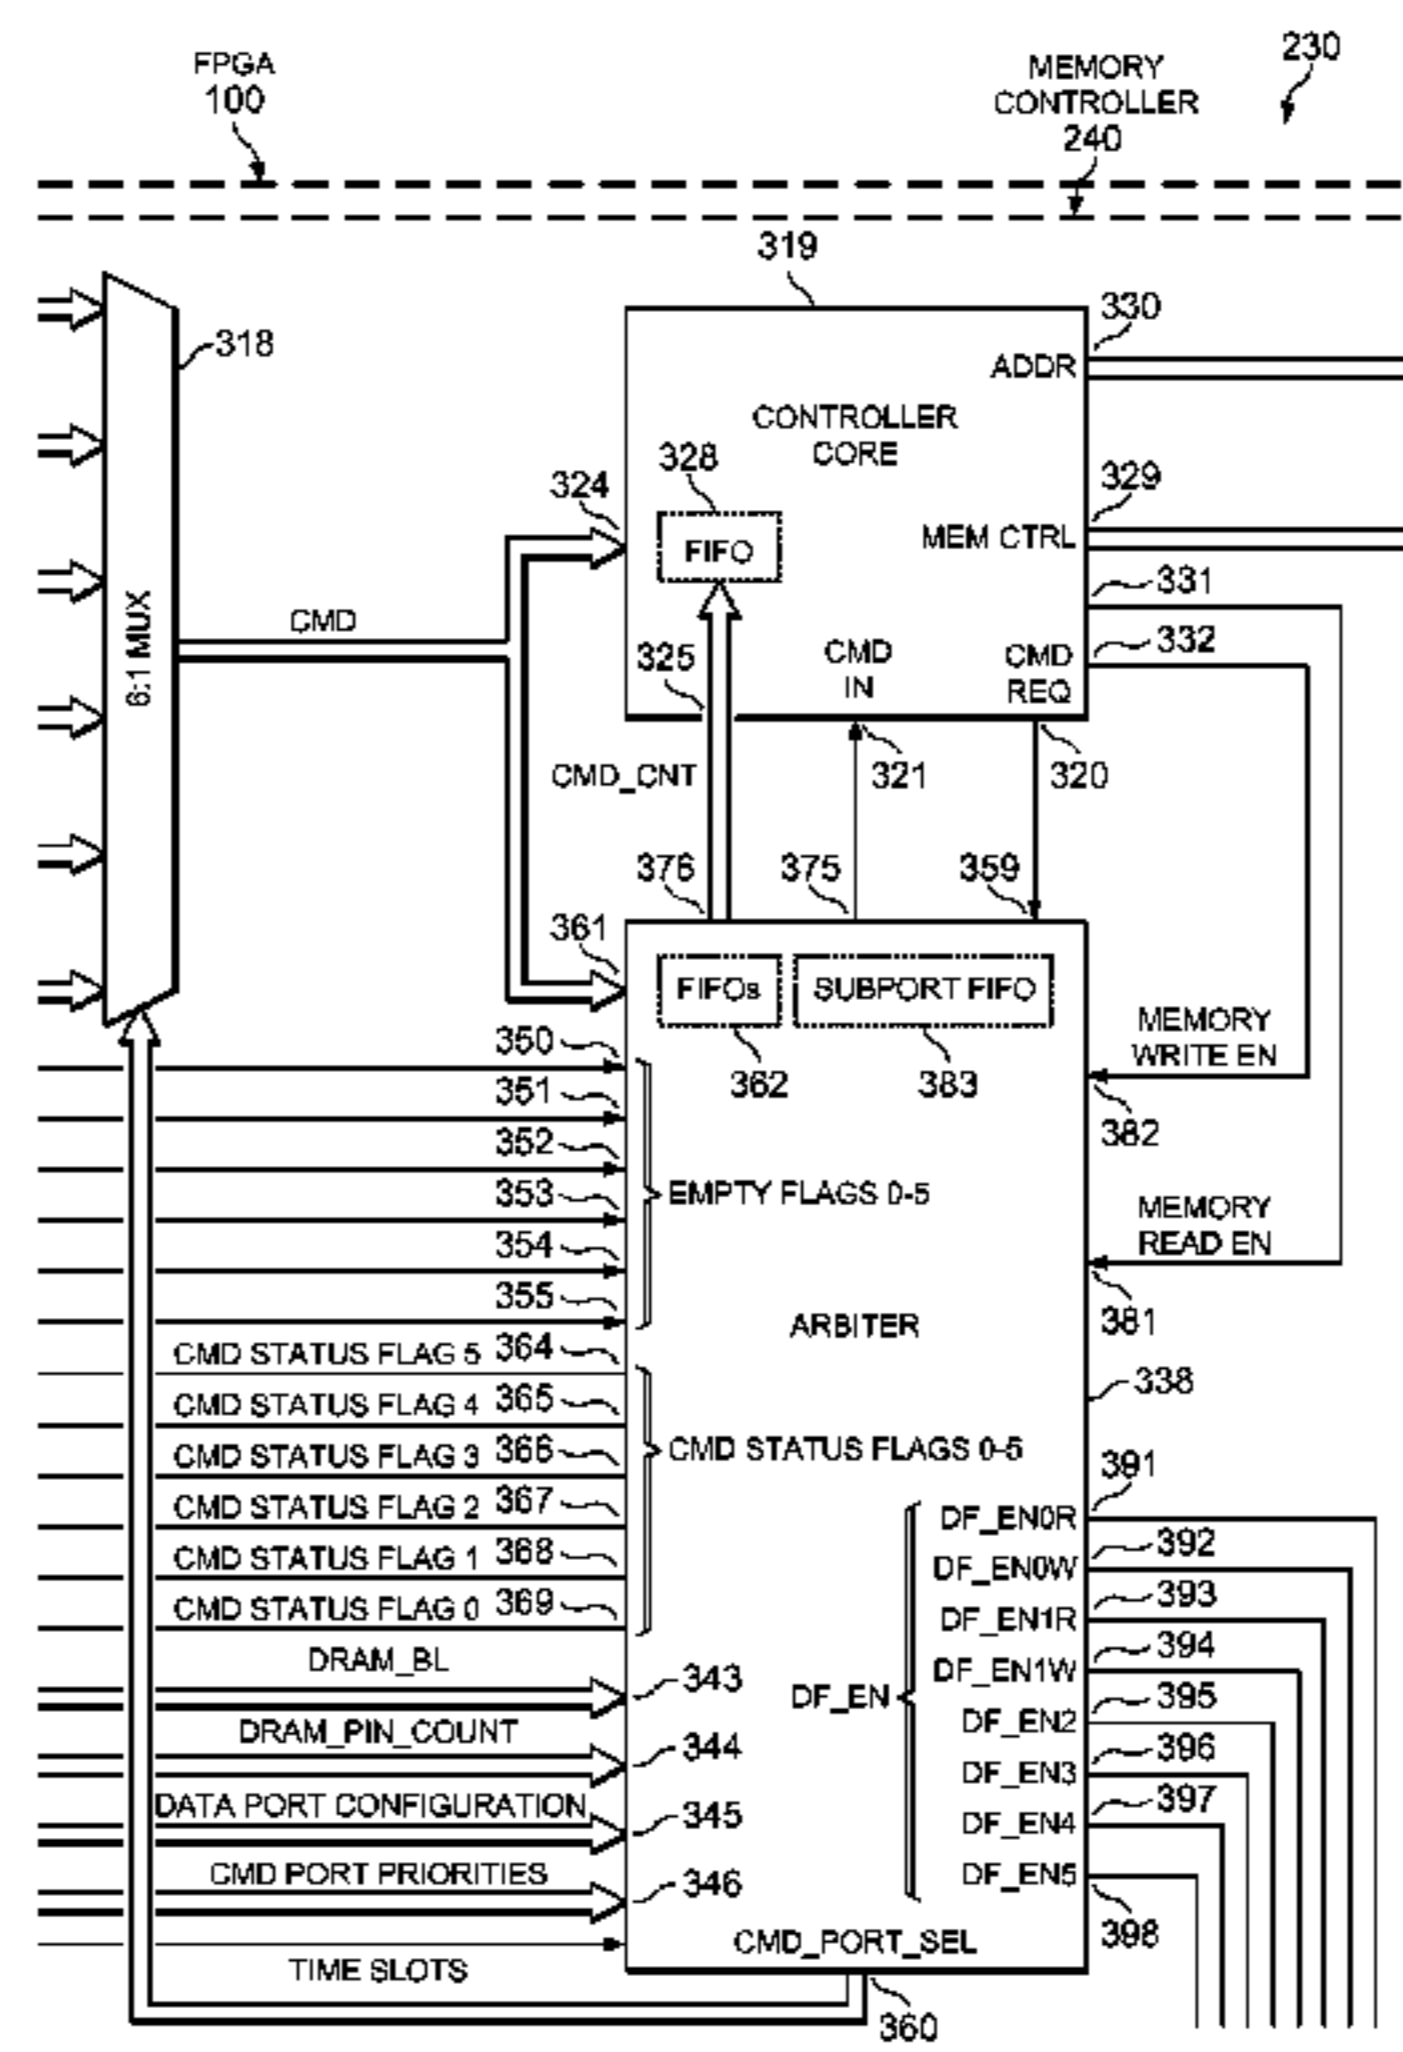 FPGA
100
MEMORY
CONTROLLER
240
230
319
318
330
ADDR
CONTROLLER
CORE
328
324
FIFO
329
MEM CTRL
331
CMD
6:1 MUX
325
CMD
IN
CMD
REQ
332
CMD_CNT
321
320
376
375
359
361
FIFOs
SUBPORT FIFO
362
383
MEMORY
WRITE EN
382
350
351
352
353
354
355
EMPTY FLAGS 0-5
MEMORY
READ EN
381
ARBITER
338
CMD STATUS FLAG 5 364
CMD STATUS FLAG 4 365
CMD STATUS FLAG 3 366
CMD STATUS FLAG 2 367
CMD STATUS FLAG 1 368
CMD STATUS FLAG 0 369
CMD STATUS FLAGS 0-5
391
DF_EN0R
392
DF_EN0W
393
DF_EN1R
394
DF_EN1W
395
DF_EN2
396
DF_EN3
397
DF_EN4
DF_EN5
398
DF_EN
DRAM_BL
343
DRAM_PIN_COUNT
344
DATA PORT CONFIGURATION
345
CMD PORT PRIORITIES
346
CMD_PORT_SEL
TIME SLOTS
360